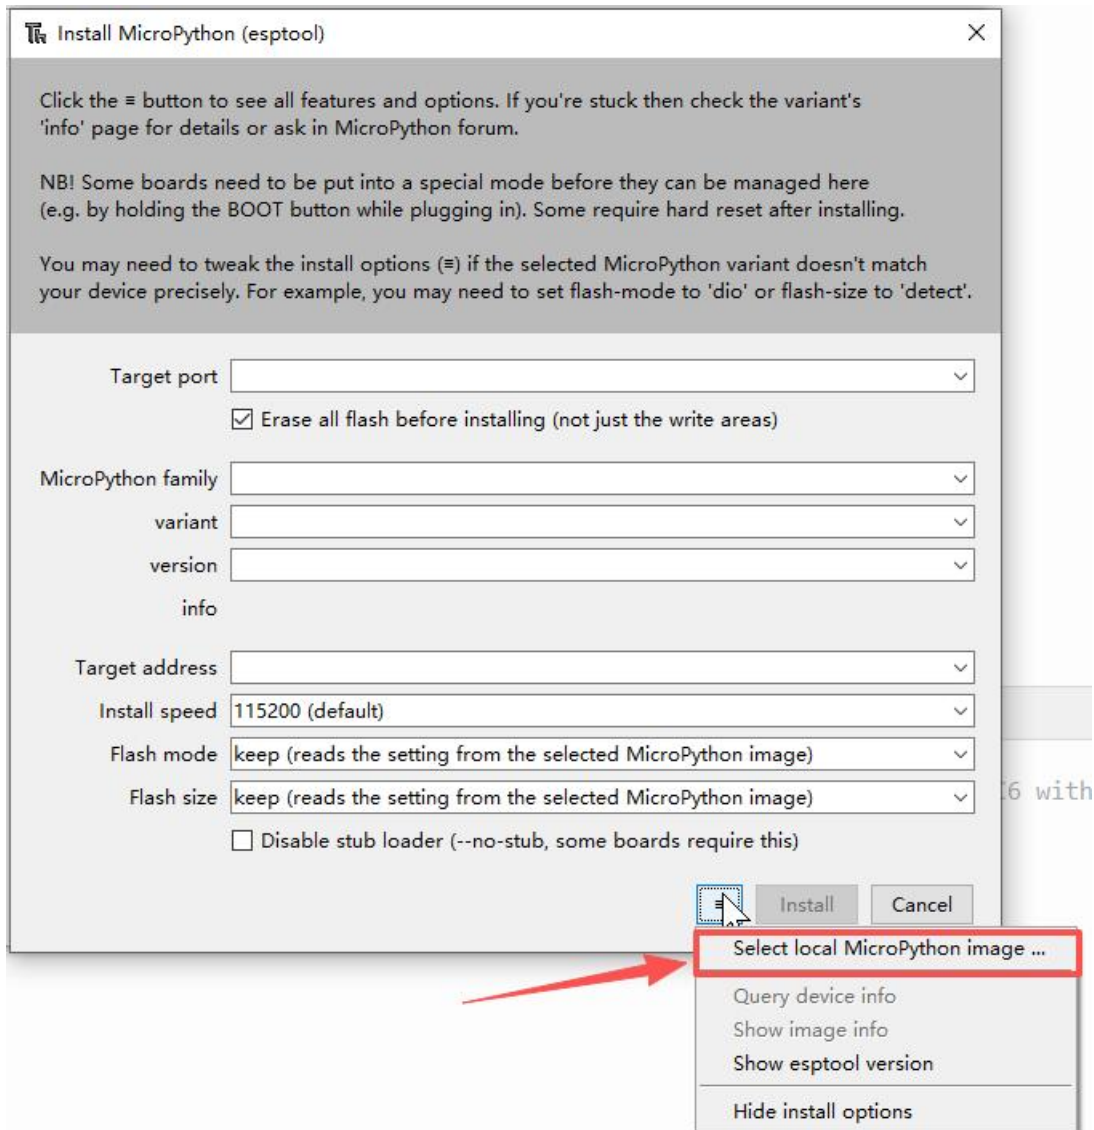 Install MicroPython (esptool)
Click the ≡ button to see all features and options. If you're stuck then check the variant's
'info' page for details or ask in MicroPython forum.
NB! Some boards need to be put into a special mode before they can be managed here
(e.g. by holding the BOOT button while plugging in). Some require hard reset after installing.
You may need to tweak the install options (≡) if the selected MicroPython variant doesn't match
your device precisely. For example, you may need to set flash-mode to 'dio' or flash-size to 'detect'.
Target port
Erase all flash before installing (not just the write areas)
MicroPython family
variant
version
info
Target address
Install speed 115200 (default)
Flash mode keep (reads the setting from the selected MicroPython image)
Flash size keep (reads the setting from the selected MicroPython image)
6 with
Disable stub loader (--no-stub, some boards require this)
≡ Install Cancel
Select local MicroPython image ...
Query device info
Show image info
Show esptool version
Hide install options